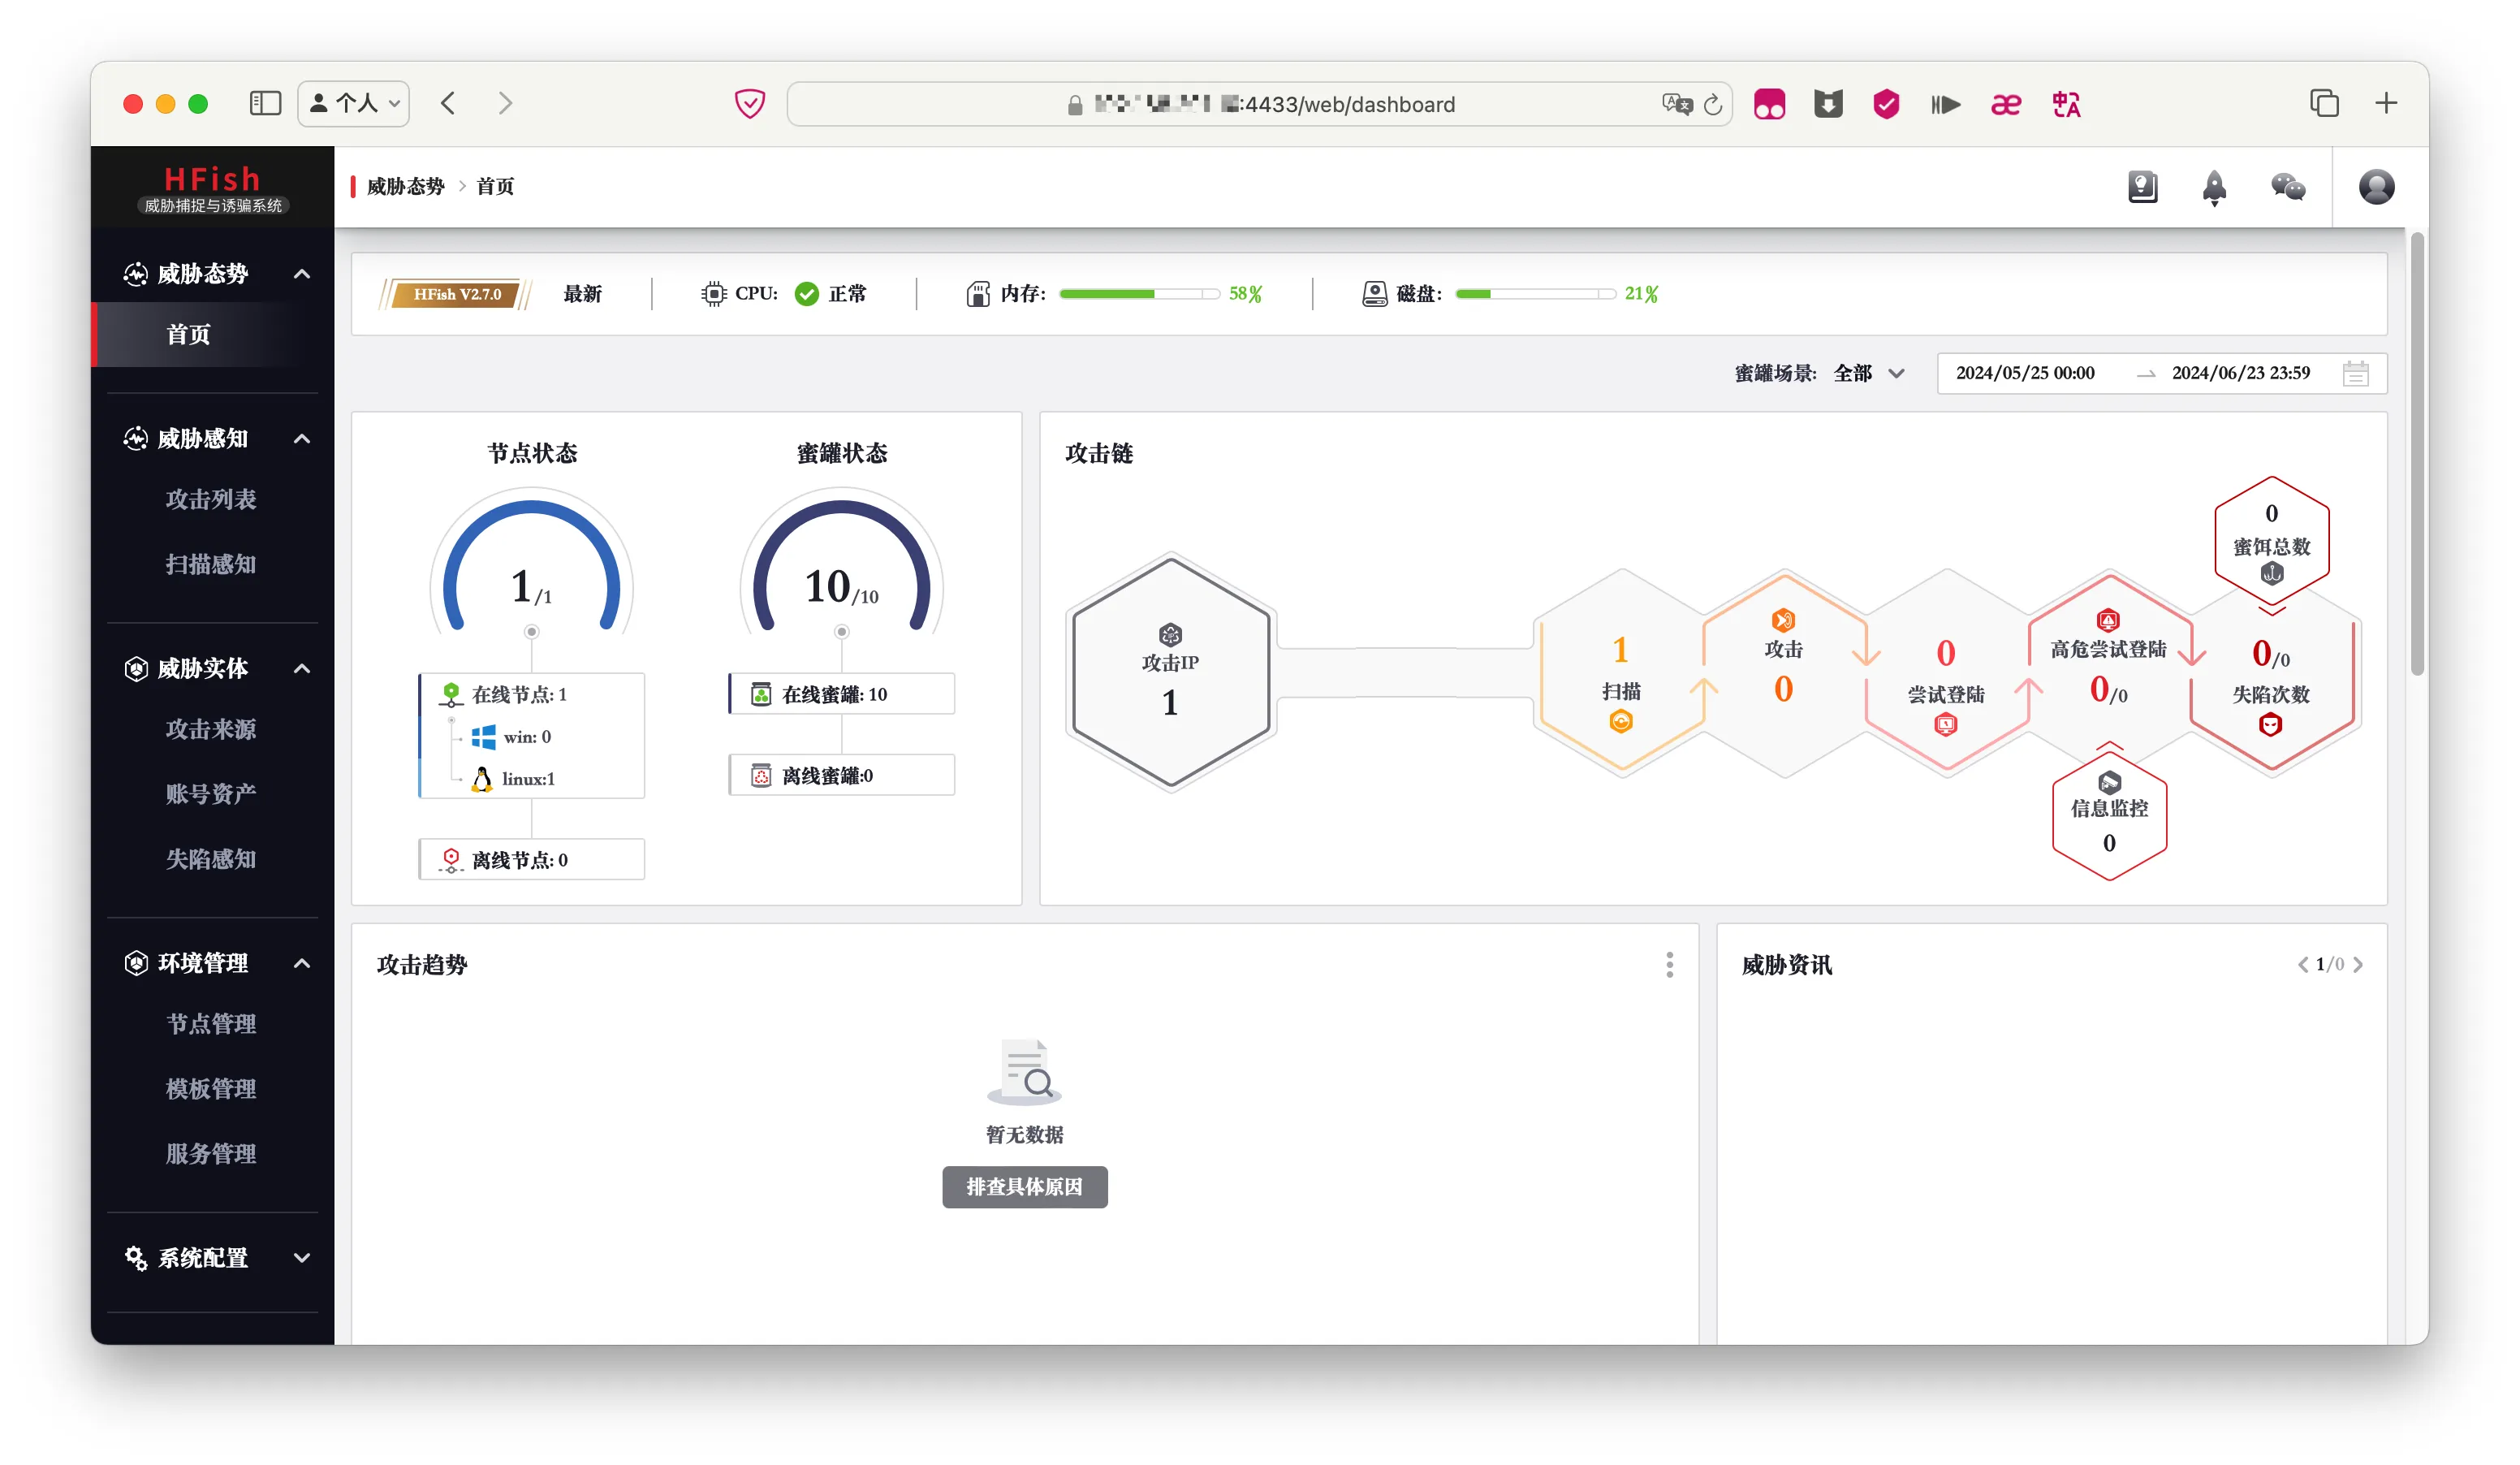 个人
:4433/web/dashboard
HFish
威胁捕捉与诱骗系统
威胁态势
首页
威胁感知
攻击列表
扫描感知
威胁实体
攻击来源
账号资产
失陷感知
环境管理
节点管理
模板管理
服务管理
系统配置
威胁态势 > 首页
HFish V2.7.0 最新 CPU: 正常 内存: 58% 磁盘: 21%
蜜罐场景: 全部 2024/05/25 00:00 2024/06/23 23:59
节点状态
1/1
在线节点: 1
win: 0
linux:1
离线节点: 0
蜜罐状态
10/10
在线蜜罐: 10
离线蜜罐:0
攻击链
攻击IP
1
1
扫描
攻击
0
0
尝试登陆
高危尝试登陆
0/0
信息监控
0
0
蜜饵总数
0/0
失陷次数
攻击趋势
暂无数据
排查具体原因
威胁资讯
1/0